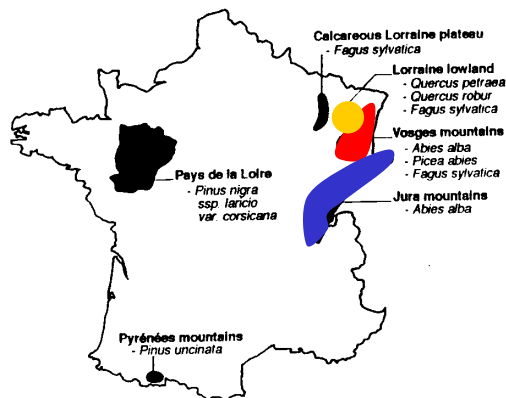 Calcareous Lorraine plateau
- Fagus sylvatica
Lorraine lowland
- Quercus petraea
- Quercus robur
- Fagus sylvatica
Vosges mountains
- Abies alba
- Picea abies
- Fagus sylvatica
Pays de la Loire
- Pinus nigra
ssp. laricio
var. corsicana
Jura mountains
- Abies alba
Pyrénées mountains
- Pinus uncinata